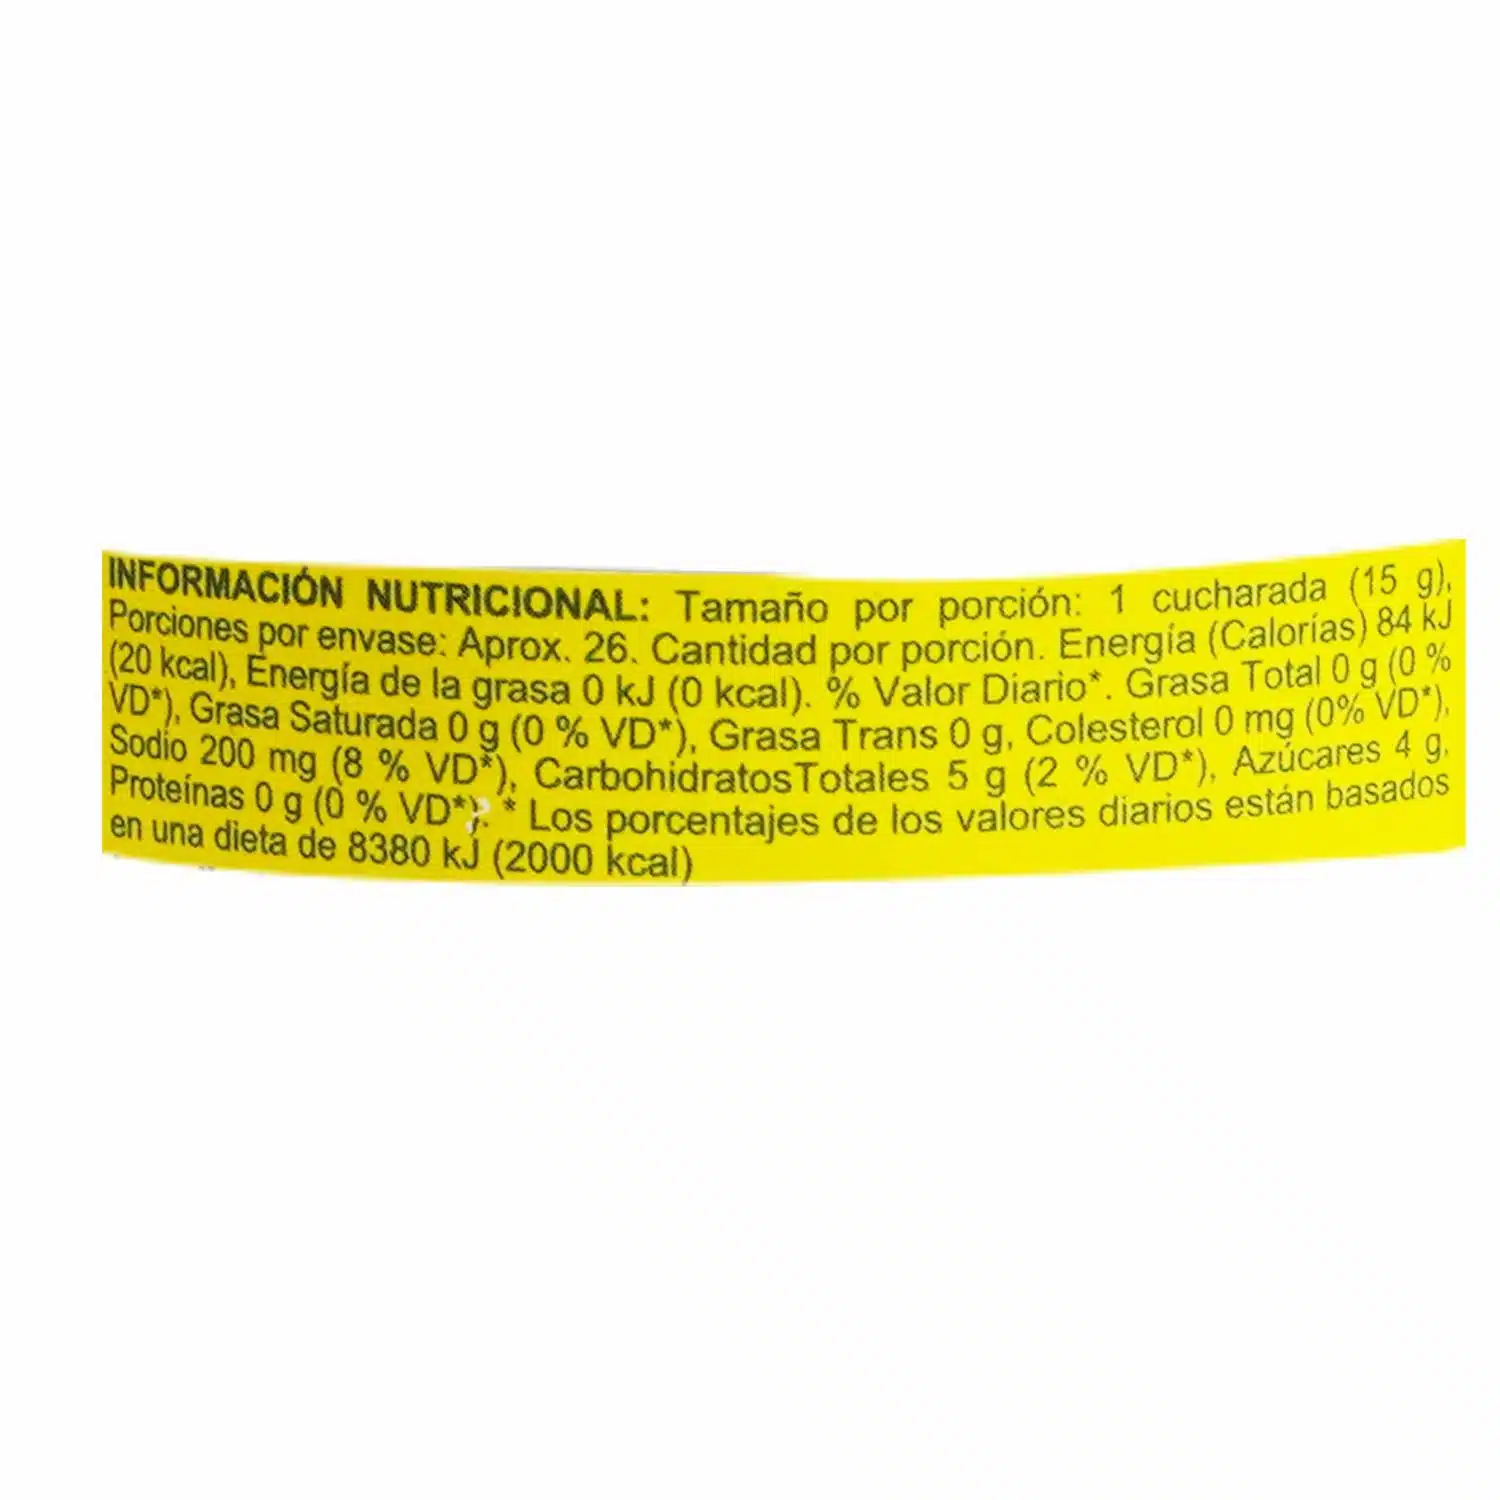 INFORMACIÓN NUTRICIONAL: Tamaño por porción: 1 cucharada (15 g),
Porciones por envase: Aprox. 26. Cantidad por porción. Energía (Calorías) 84 kJ
(20 kcal), Energía de la grasa 0 kJ (0 kcal). % Valor Diario*. Grasa Total 0 g (0 %
VD*), Grasa Saturada 0 g (0 % VD*), Grasa Trans 0 g, Colesterol 0 mg (0% VD*),
Sodio 200 mg (8 % VD*), Carbohidratos Totales 5 g (2 % VD*), Azúcares 4 g,
Proteínas 0 g (0 % VD*). * Los porcentajes de los valores diarios están basados
en una dieta de 8380 kJ (2000 kcal)